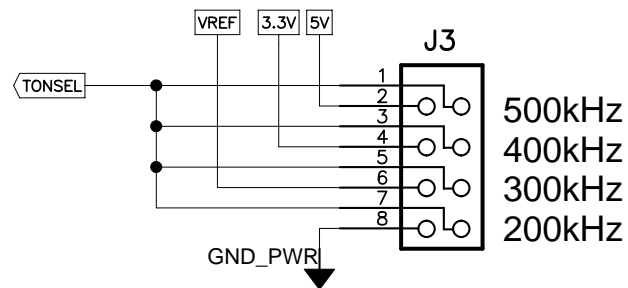 VREF 3.3V 5V
J3
TONSEL
1
2
3
4
5
6
7
8
500kHz
400kHz
300kHz
200kHz
GND_PWR